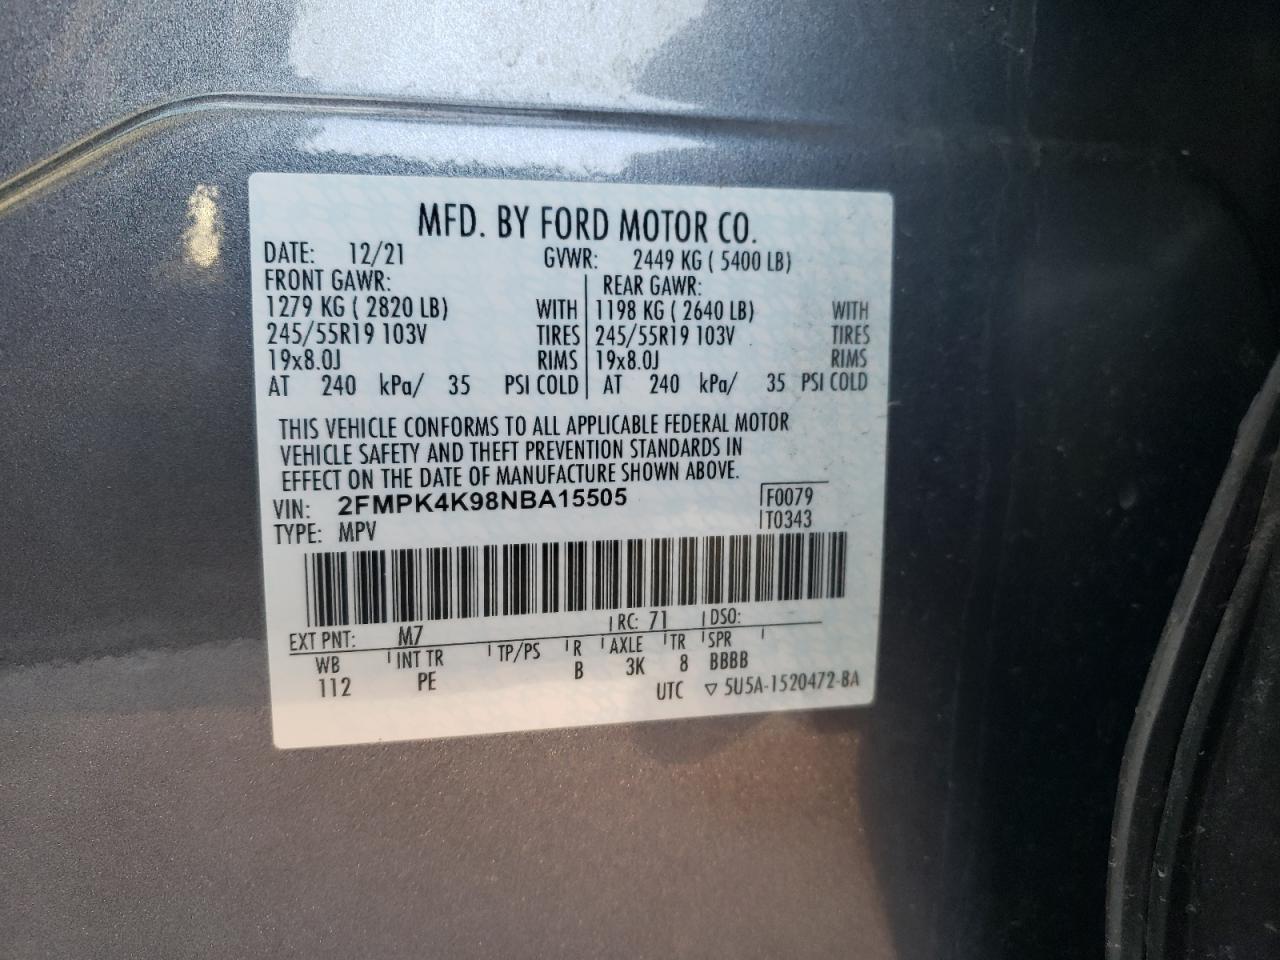 MFD. BY FORD MOTOR CO.
DATE: 12/21 GVWR: 2449 KG ( 5400 LB)
FRONT GAWR: REAR GAWR:
1279 KG ( 2820 LB) WITH 1198 KG ( 2640 LB) WITH
245/55R19 103V TIRES 245/55R19 103V TIRES
19x8.0J RIMS 19x8.0J RIMS
AT 240 kPa/ 35 PSI COLD AT 240 kPa/ 35 PSI COLD
THIS VEHICLE CONFORMS TO ALL APPLICABLE FEDERAL MOTOR
VEHICLE SAFETY AND THEFT PREVENTION STANDARDS IN
EFFECT ON THE DATE OF MANUFACTURE SHOWN ABOVE.
VIN: 2FMPK4K98NBA15505 F0079
TYPE: MPV T0343
EXT PNT: M7 RC: 71 DSO:
WB INT TR TP/PS R AXLE TR SPR
112 PE B 3K 8 BBBB
UTC ▽ 5U5A-1520472-BA